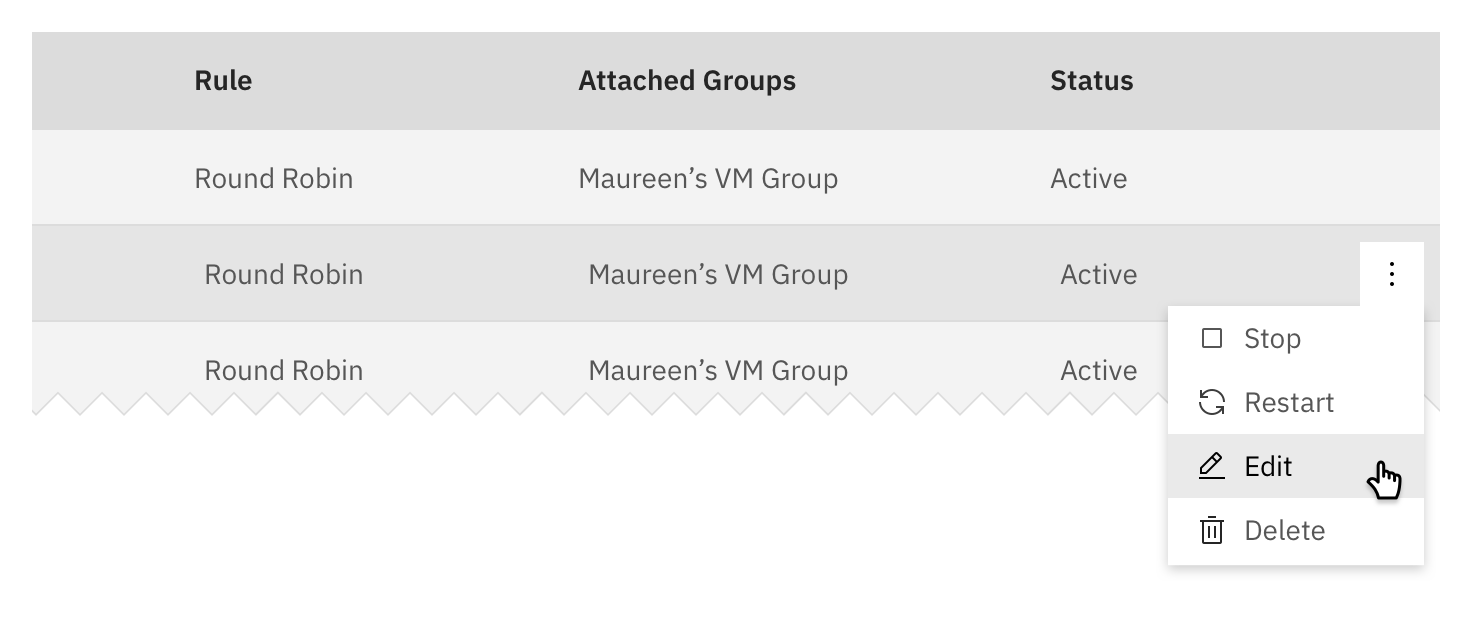 Rule Attached Groups Status
Round Robin Maureen’s VM Group Active
Round Robin Maureen’s VM Group Active
Round Robin Maureen’s VM Group Active
Stop
Restart
Edit
Delete